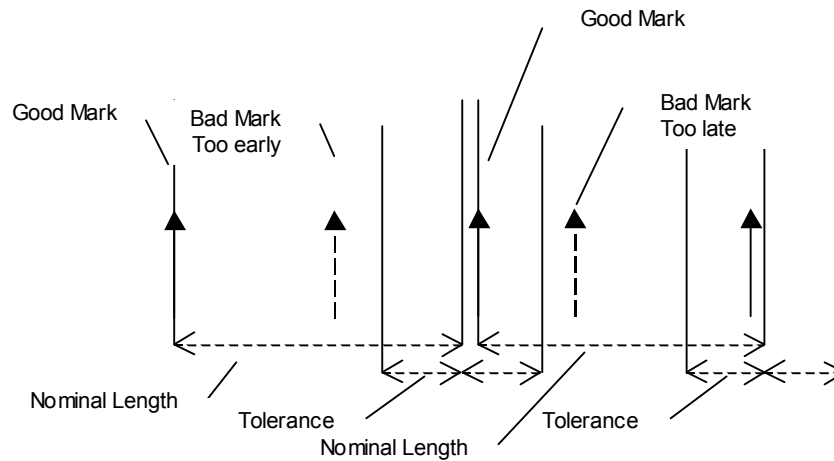 Good Mark
Good Mark
Bad Mark
Too early
Bad Mark
Too late
Nominal Length
Tolerance
Nominal Length
Tolerance